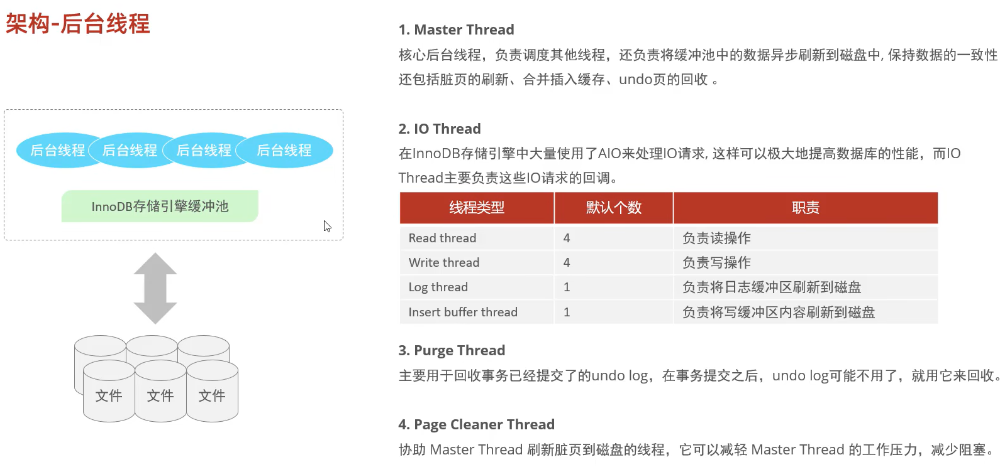 架构-后台线程
后台线程 后台线程 后台线程 后台线程
InnoDB存储引擎缓冲池
文件 文件 文件
1. Master Thread
核心后台线程，负责调度其他线程，还负责将缓冲池中的数据异步刷新到磁盘中, 保持数据的一致性
还包括脏页的刷新、合并插入缓存、undo页的回收 。
2. IO Thread
在InnoDB存储引擎中大量使用了AIO来处理IO请求, 这样可以极大地提高数据库的性能，而IO
Thread主要负责这些IO请求的回调。
线程类型 默认个数 职责
Read thread 4 负责读操作
Write thread 4 负责写操作
Log thread 1 负责将日志缓冲区刷新到磁盘
Insert buffer thread 1 负责将写缓冲区内容刷新到磁盘
3. Purge Thread
主要用于回收事务已经提交了的undo log，在事务提交之后，undo log可能不用了，就用它来回收。
4. Page Cleaner Thread
协助 Master Thread 刷新脏页到磁盘的线程，它可以减轻 Master Thread 的工作压力，减少阻塞。